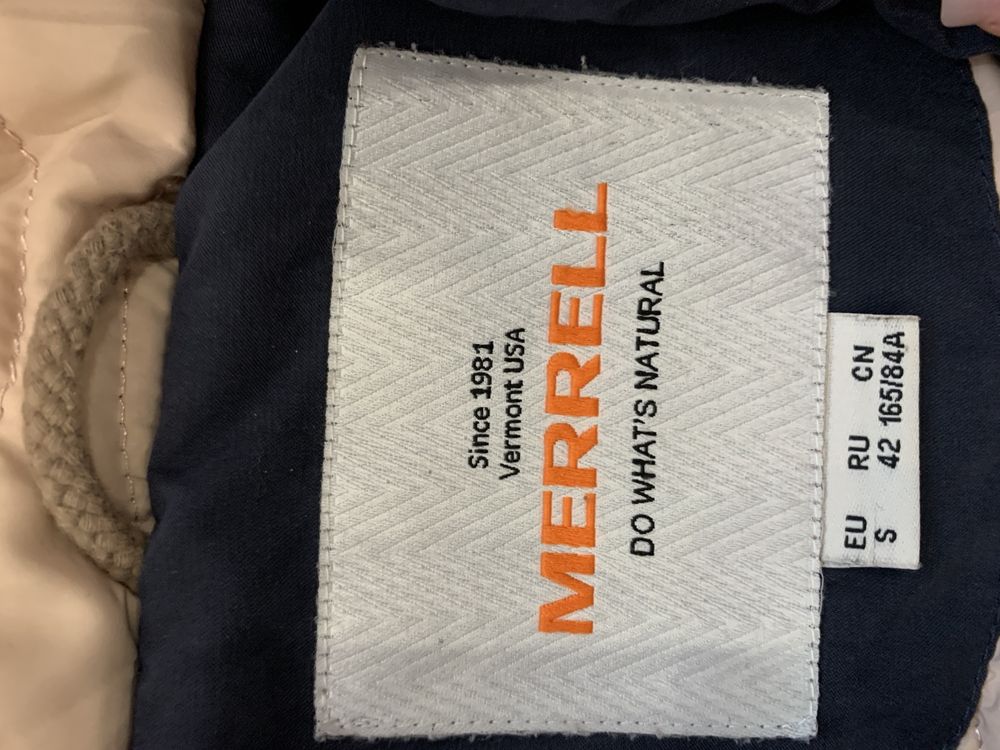 Since 1981
Vermont USA
MERRELL
DO WHAT'S NATURAL
EU RU CN
S 42 165/84A